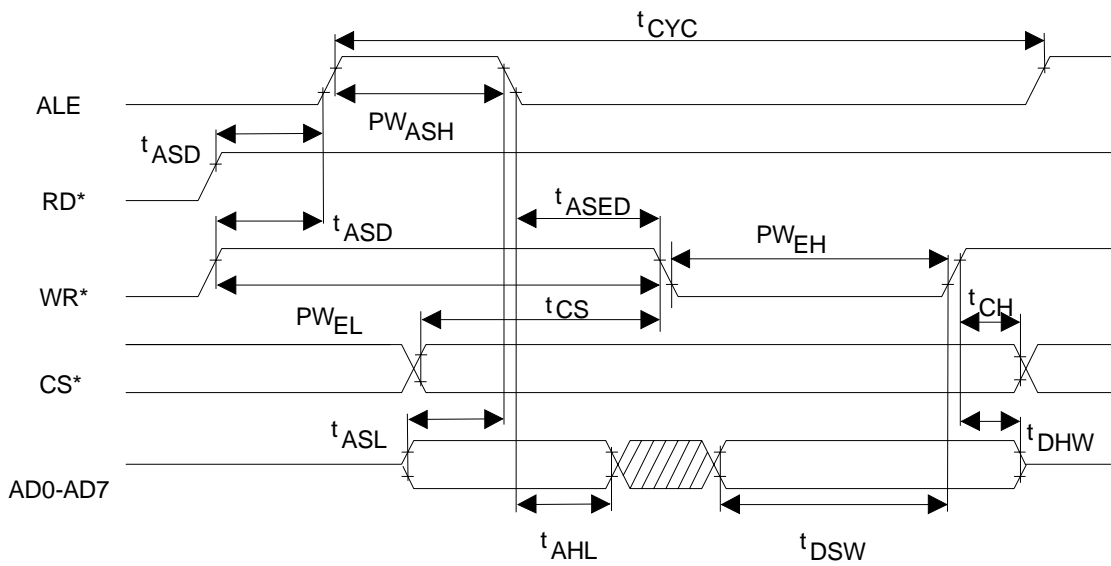 tCYC
ALE
PWASH
tASD
RD*
tASED
tASD
PWEH
WR*
tCS
tCH
PWEL
CS*
tASL
tDHW
AD0-AD7
tAHL
tDSW